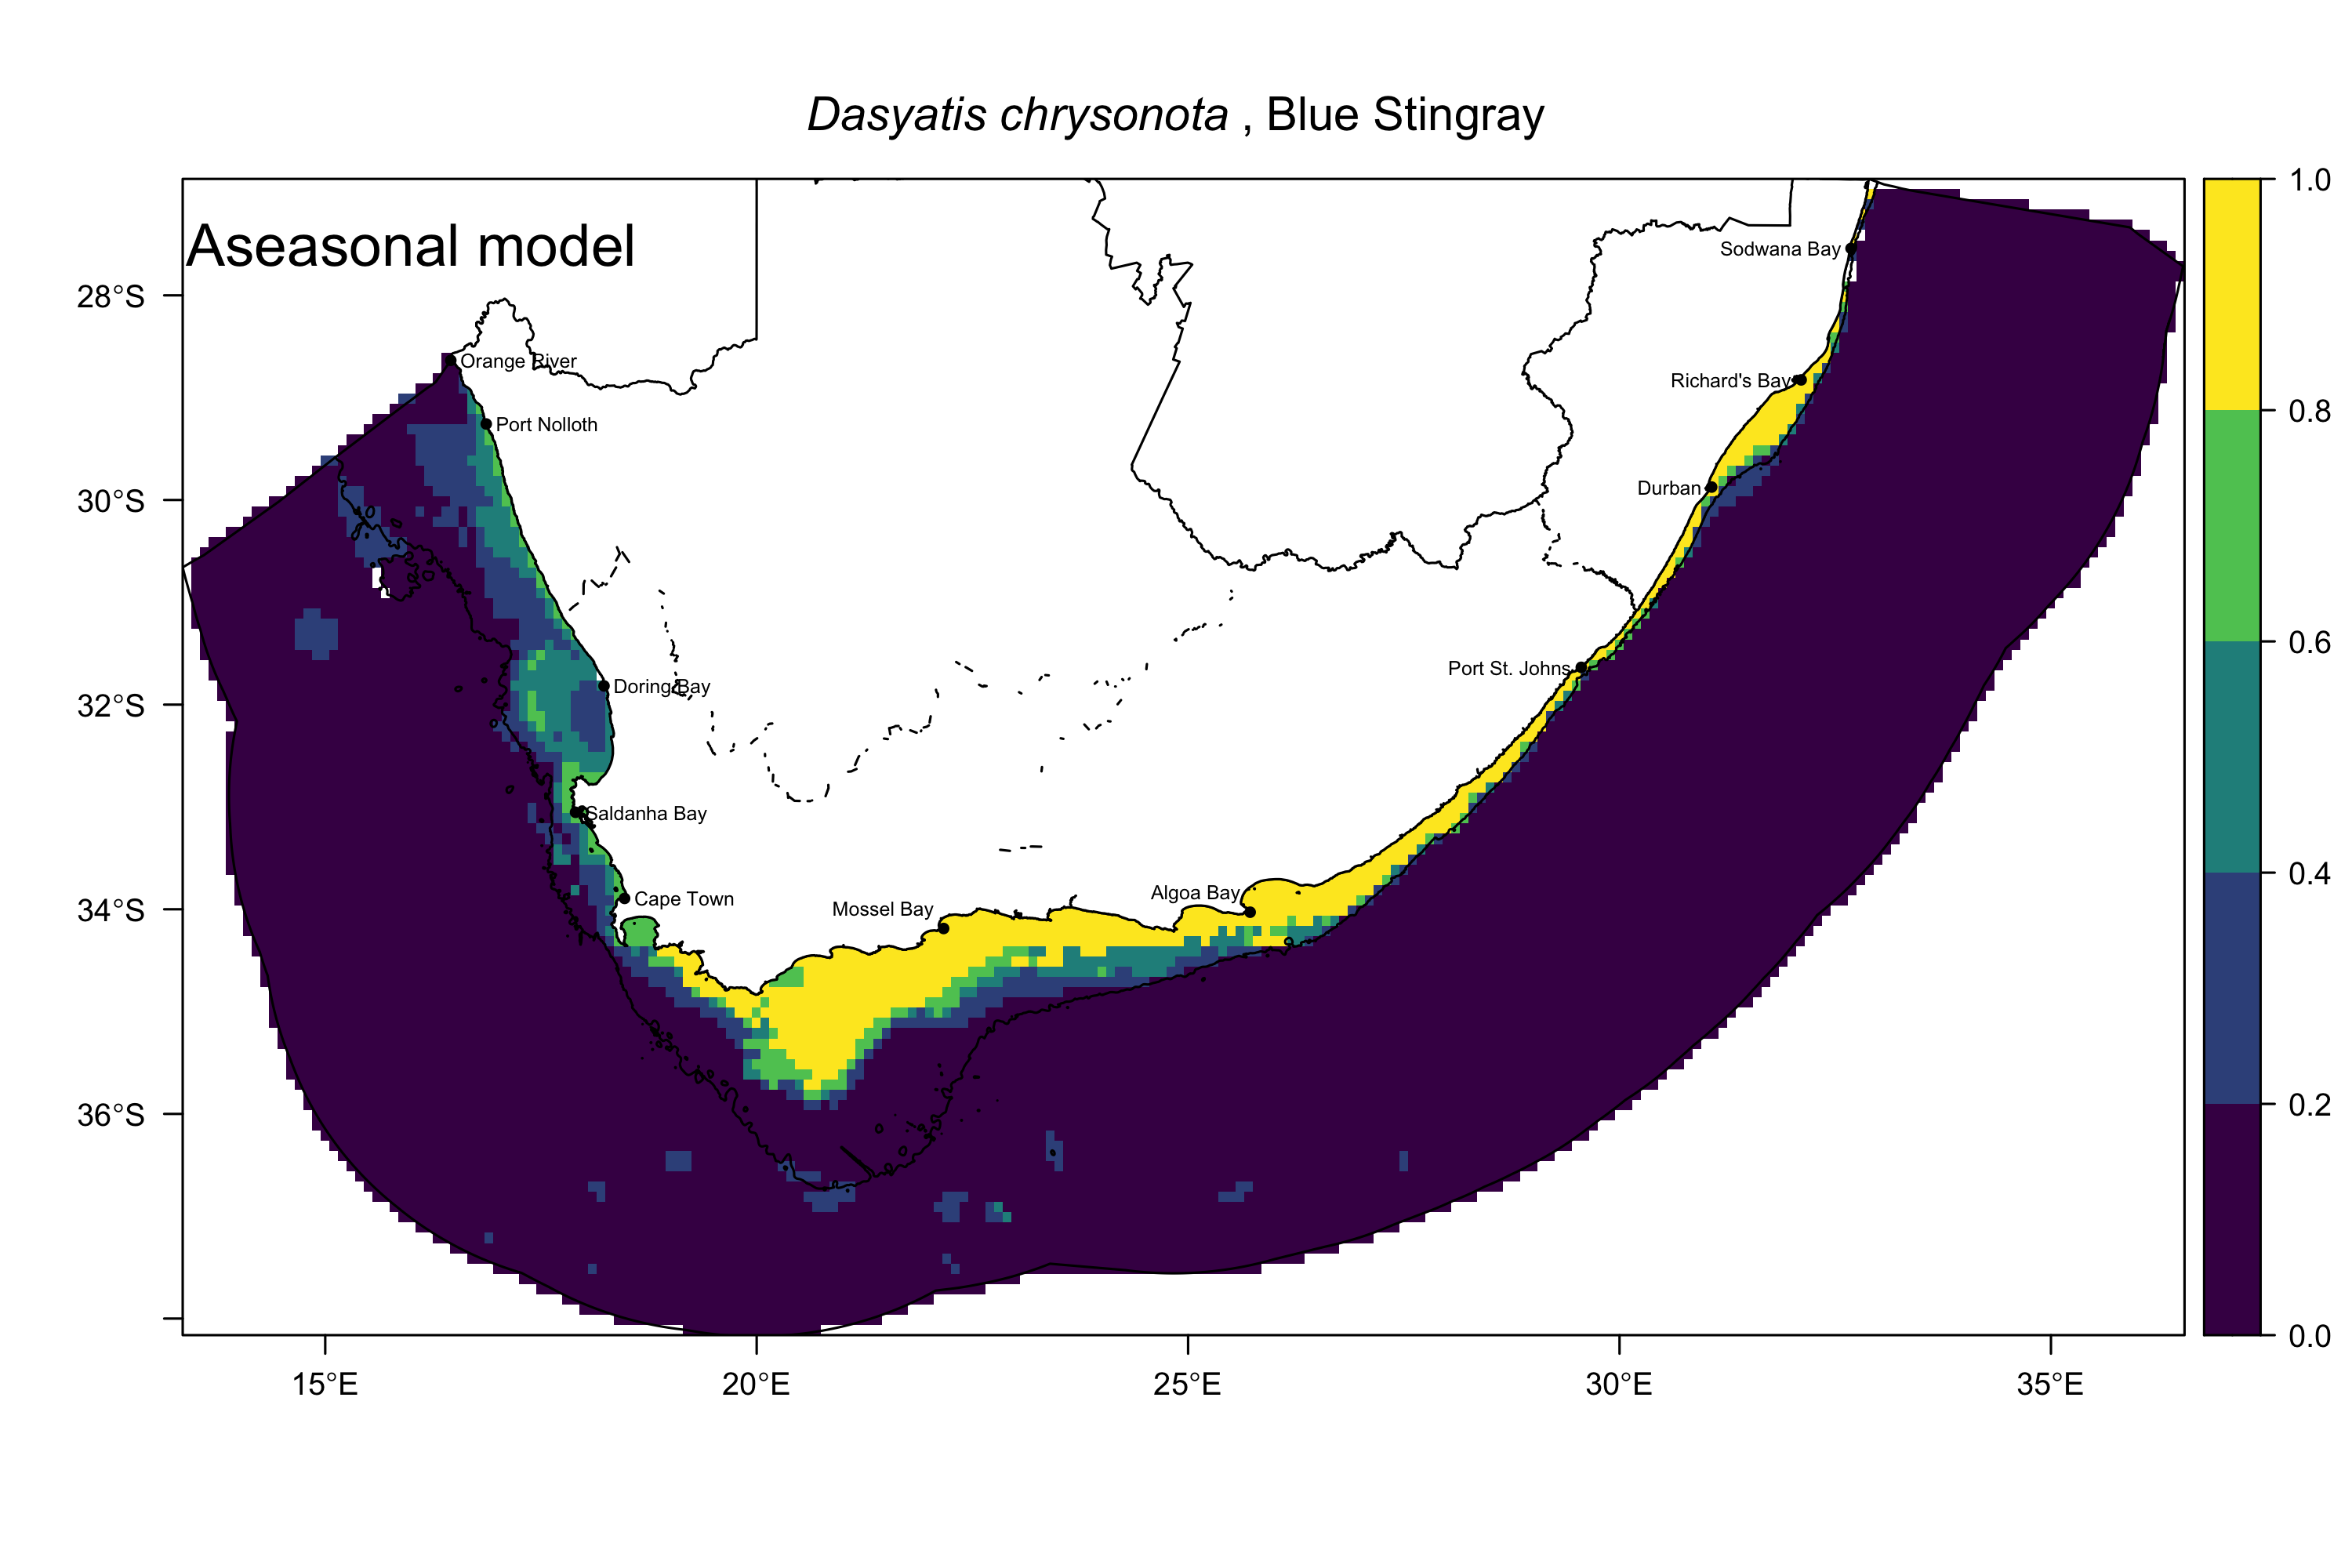 Dasyatis chrysonota , Blue Stingray
Aseasonal model
1.0
0.8
0.6
0.4
0.2
0.0
28°S
30°S
32°S
34°S
36°S
Sodwana Bay
Orange River
Richard's Bay
Port Nolloth
Durban
Port St. Johns
Doring Bay
Saldanha Bay
Cape Town
Algoa Bay
Mossel Bay
15°E
20°E
25°E
30°E
35°E